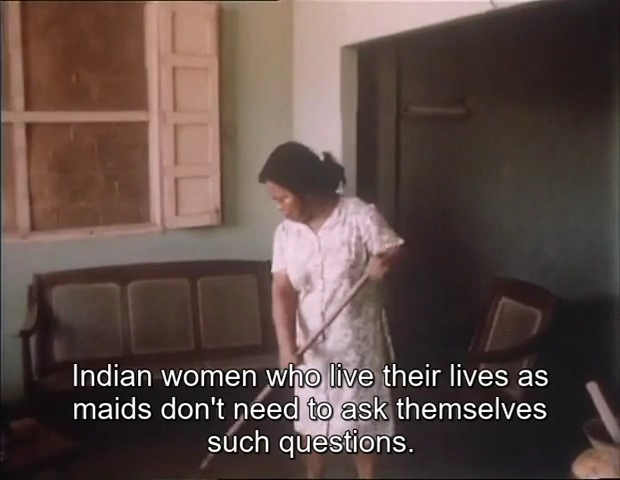 Indian women who live their lives as
maids don't need to ask themselves
such questions.